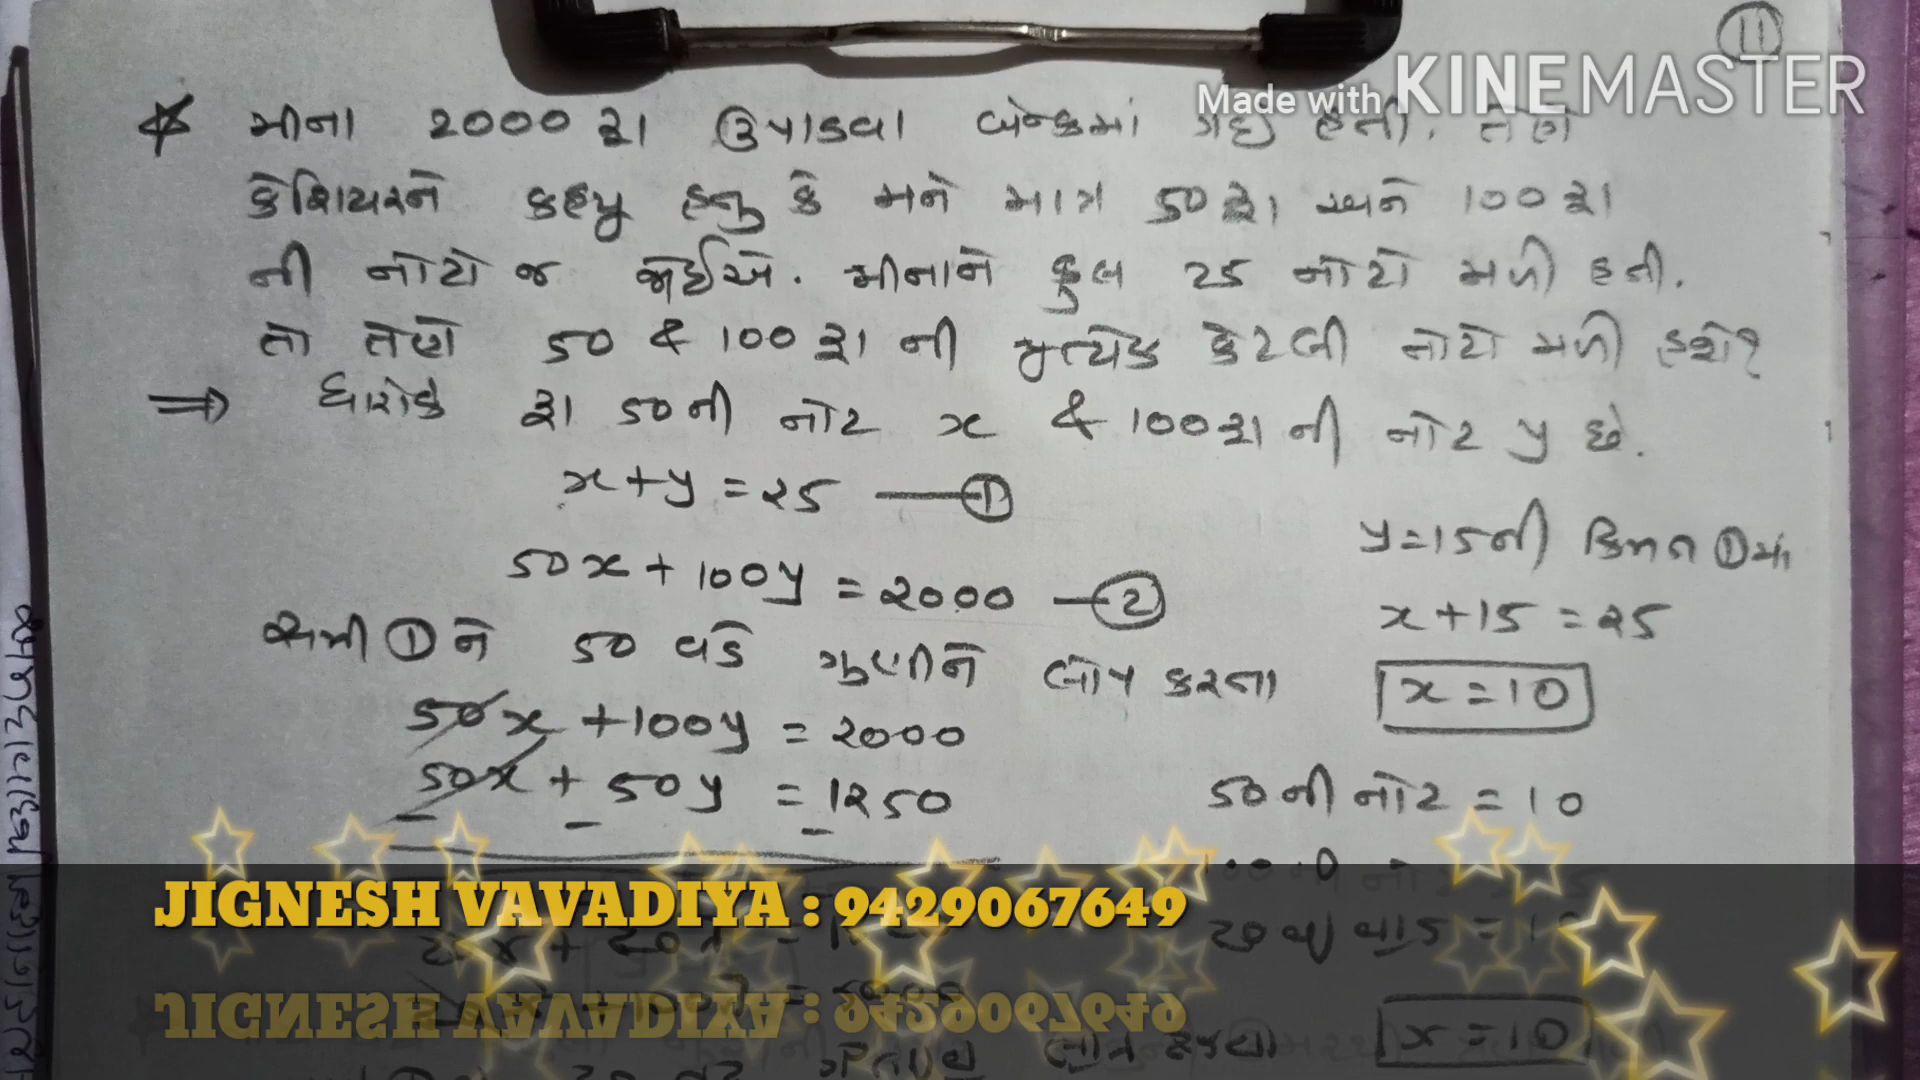 11
Made with KINEMASTER
મીના 2000 રૂા ઉપાડવા બેન્કમાં ગઈ હતી. તેણે
કેશિયરને કહ્યુ હતુ કે મને માત્ર 50 રૂા અને 100 રૂા
ની નોટો જ જોઈએ. મીનાને કુલ 25 નોટો મળી હતી.
તો તેણે 50 & 100 રૂા ની પ્રત્યેક કેટલી નોટો મળી હશે?
⇒ ધારોકે રૂા 50ની નોટ x & 100 રૂા ની નોટ y છે.
x+y = 25 —— ①
50x + 100y = 2000 — ②
સમી ① ને 50 વડે ગુણીને લોપ કરતા
50x + 100y = 2000
50x + 50y = 1250
y=15ની કિંમત ①માં
x + 15 = 25
x = 10
50 ની નોટ = 10
JIGNESH VAVADIYA : 9429067649